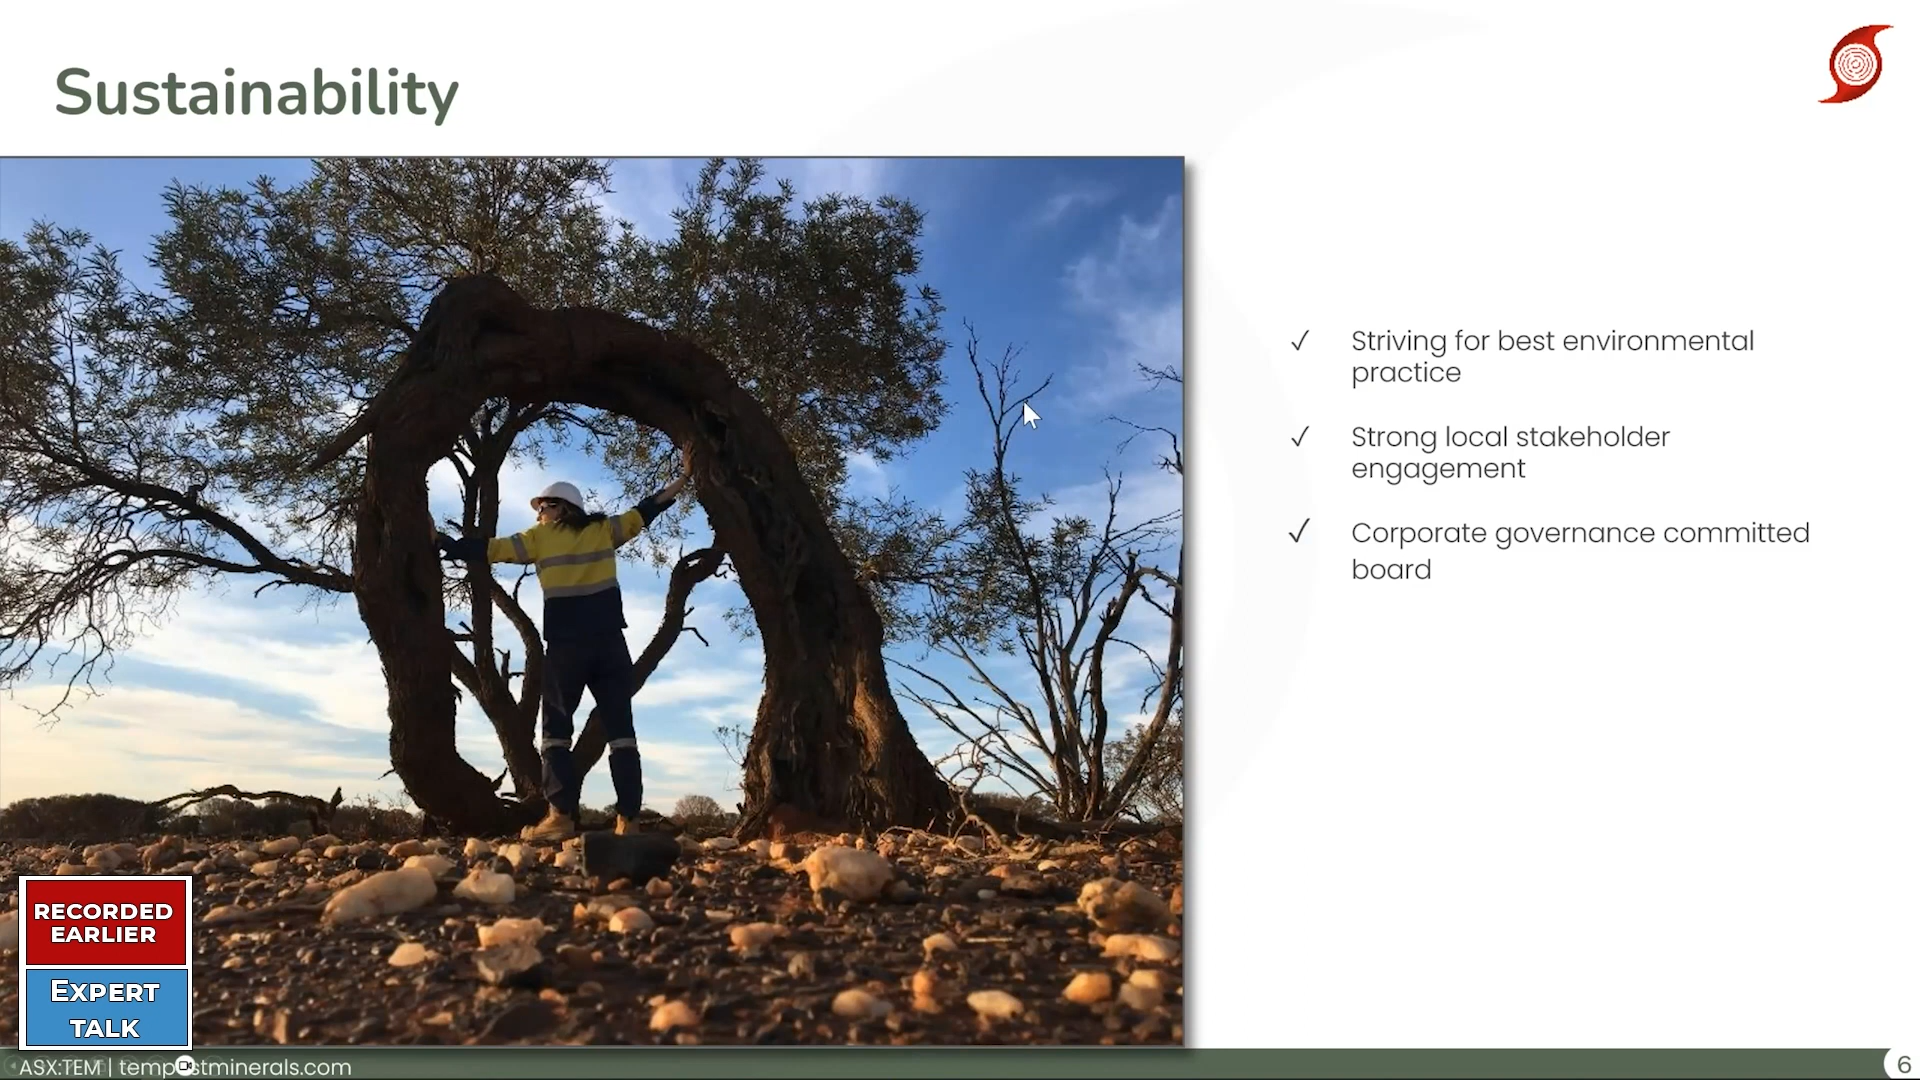 Sustainability
✓ Striving for best environmental
practice
✓ Strong local stakeholder
engagement
✓ Corporate governance committed
board
RECORDED
EARLIER
EXPERT
TALK
ASX:TEM | tempestminerals.com
6